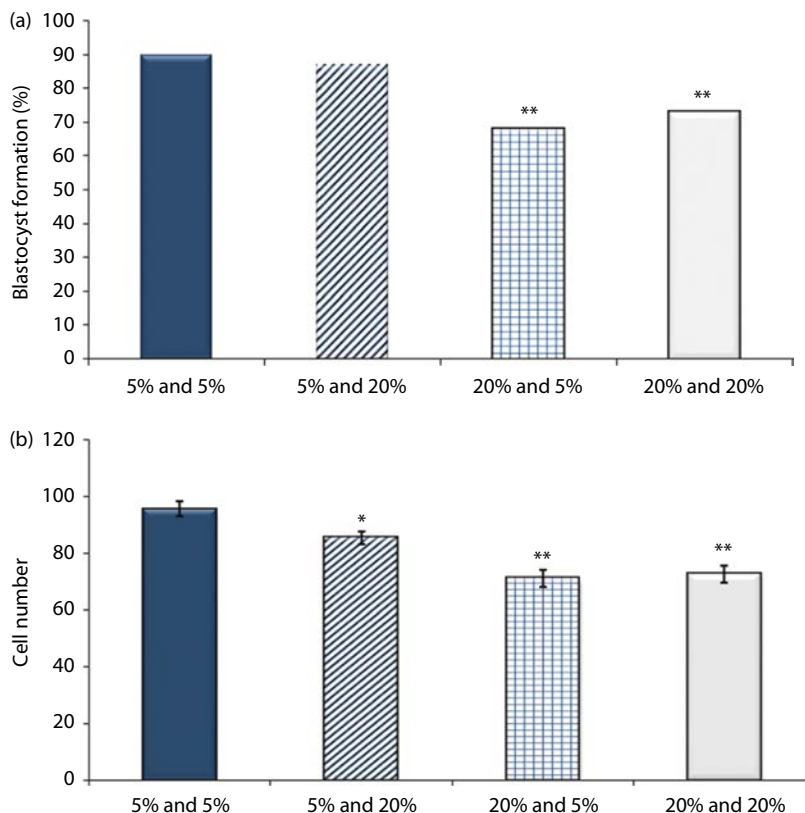 (a)
100
90
80
70
60
50
40
30
20
10
0
Blastocyst formation (%)
**
**
5% and 5%
5% and 20%
20% and 5%
20% and 20%
(b)
120
100
80
60
40
20
0
Cell number
*
**
**
5% and 5%
5% and 20%
20% and 5%
20% and 20%